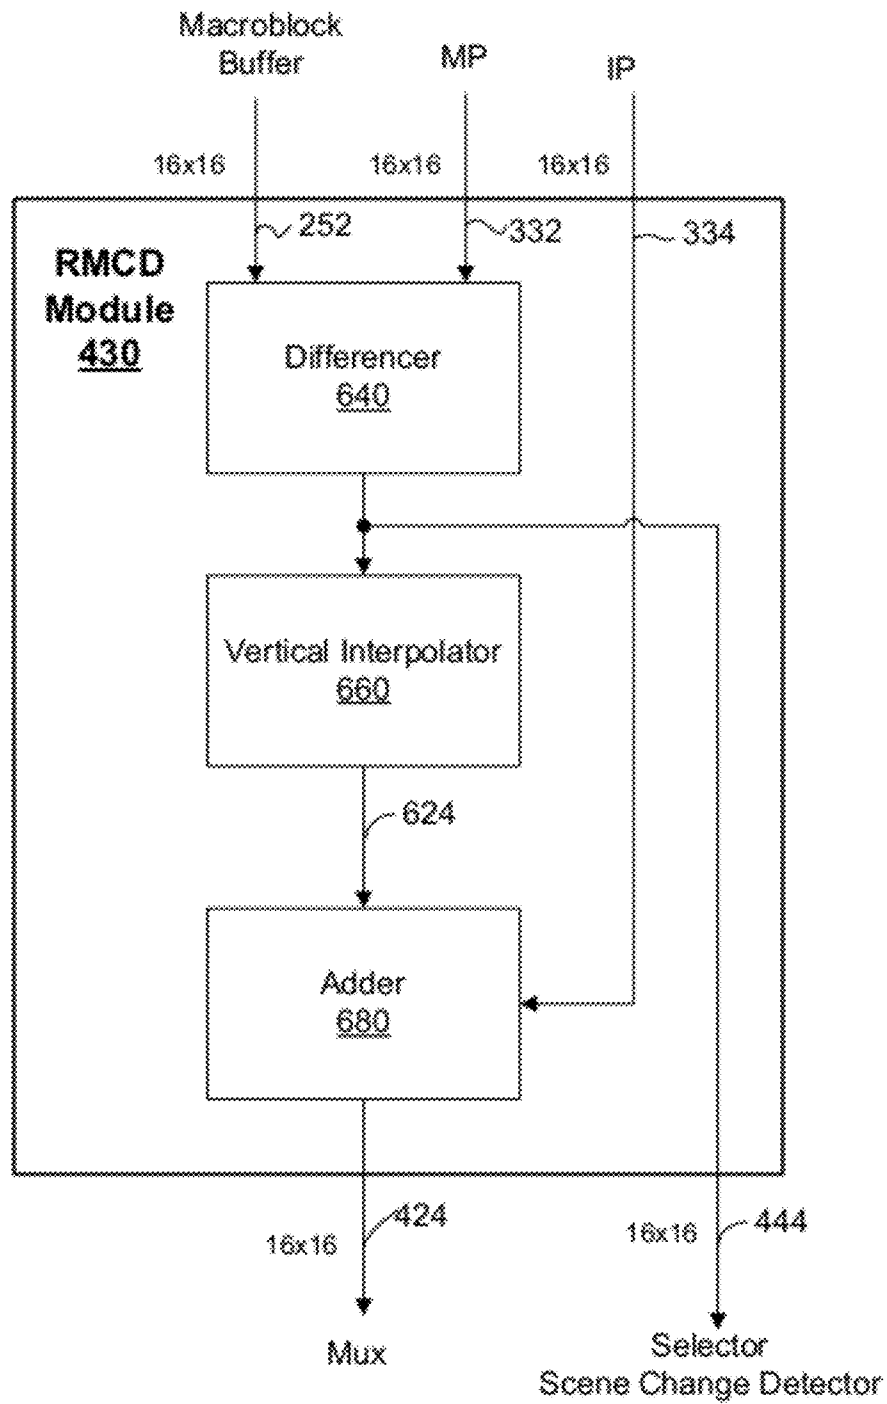 Macroblock
Buffer
MP
IP
16x16
16x16
16x16
252
332
334
RMCD
Module
430
Differencer
640
Vertical Interpolator
660
624
Adder
680
424
444
16x16
16x16
Mux
Selector
Scene Change Detector